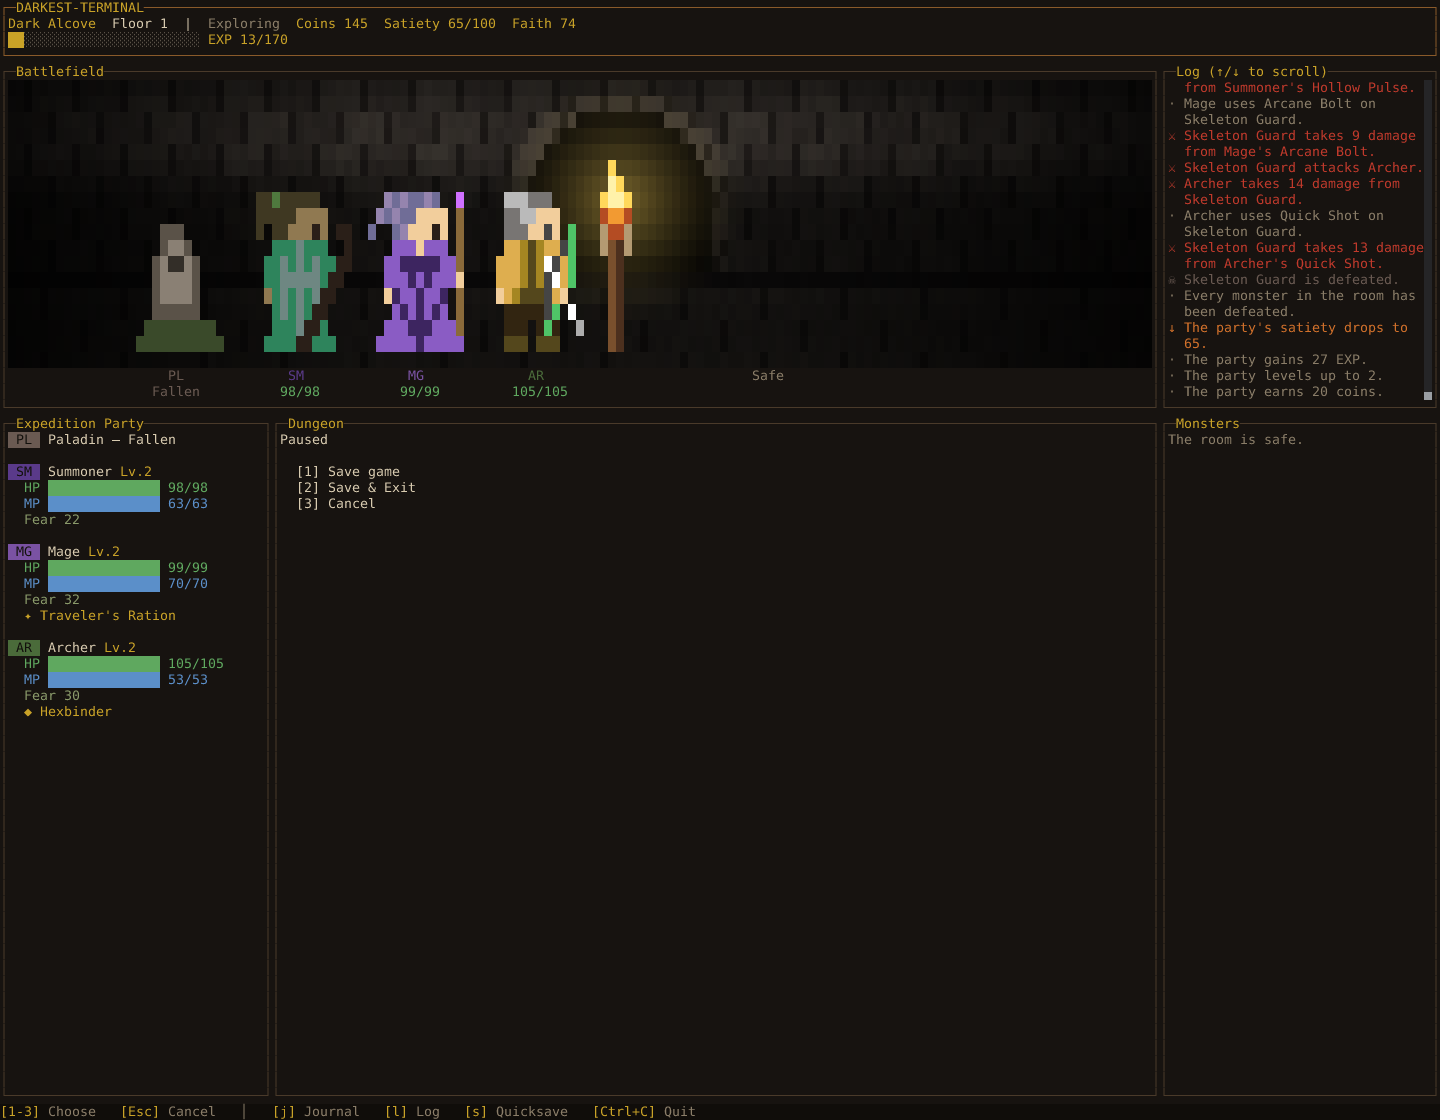 DARKEST-TERMINAL
Dark Alcove  Floor 1  |  Exploring  Coins 145  Satiety 65/100  Faith 74
EXP 13/170
Battlefield
PL SM MG AR Safe
Fallen 98/98 99/99 105/105
Log (↑/↓ to scroll)
from Summoner's Hollow Pulse.
· Mage uses Arcane Bolt on
Skeleton Guard.
⚔ Skeleton Guard takes 9 damage
from Mage's Arcane Bolt.
⚔ Skeleton Guard attacks Archer.
⚔ Archer takes 14 damage from
Skeleton Guard.
· Archer uses Quick Shot on
Skeleton Guard.
⚔ Skeleton Guard takes 13 damage
from Archer's Quick Shot.
☠ Skeleton Guard is defeated.
· Every monster in the room has
been defeated.
↓ The party's satiety drops to
65.
· The party gains 27 EXP.
· The party levels up to 2.
· The party earns 20 coins.
Expedition Party
PL Paladin — Fallen
SM Summoner Lv.2
HP 98/98
MP 63/63
Fear 22
MG Mage Lv.2
HP 99/99
MP 70/70
Fear 32
✦ Traveler's Ration
AR Archer Lv.2
HP 105/105
MP 53/53
Fear 30
◆ Hexbinder
Dungeon
Paused
[1] Save game
[2] Save & Exit
[3] Cancel
Monsters
The room is safe.
[1-3] Choose [Esc] Cancel │ [j] Journal [l] Log [s] Quicksave [Ctrl+C] Quit